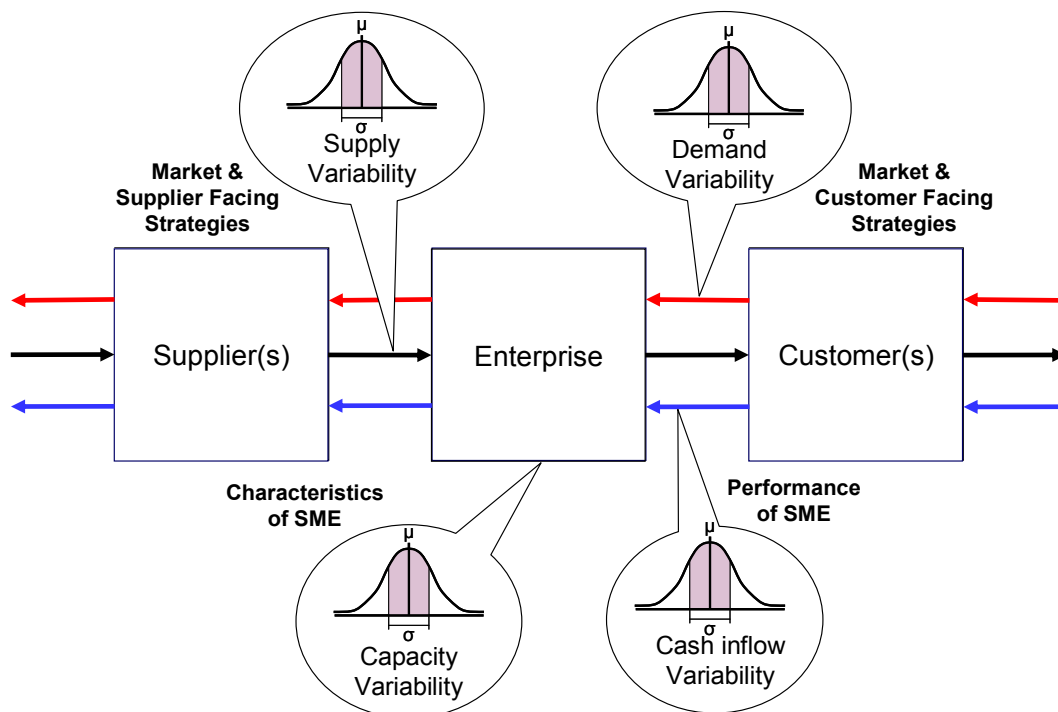 μ
σ
Supply
Variability
μ
σ
Demand
Variability
Market &
Supplier Facing
Strategies
Market &
Customer Facing
Strategies
Supplier(s)
Enterprise
Customer(s)
Characteristics
of SME
Performance
of SME
μ
σ
Capacity
Variability
μ
σ
Cash inflow
Variability